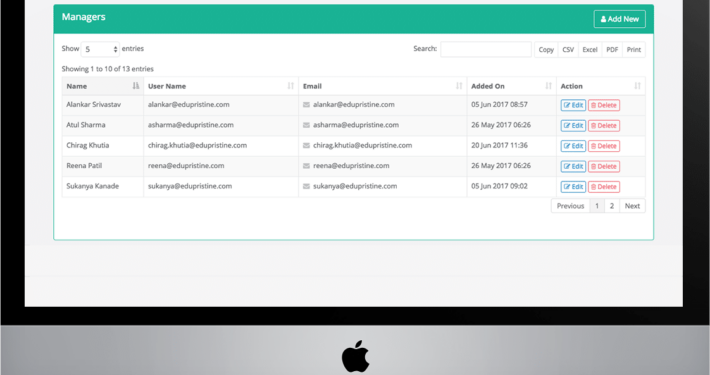 Managers
Add New
Show 5 entries
Search:
Copy CSV Excel PDF Print
Showing 1 to 10 of 13 entries
Name User Name Email Added On Action
Alankar Srivastav alankar@edupristine.com alankar@edupristine.com 05 Jun 2017 08:57 Edit Delete
Atul Sharma asharma@edupristine.com asharma@edupristine.com 26 May 2017 06:26 Edit Delete
Chirag Khutia chirag.khutia@edupristine.com chirag.khutia@edupristine.com 20 Jun 2017 11:36 Edit Delete
Reena Patil reena@edupristine.com reena@edupristine.com 26 May 2017 06:26 Edit Delete
Sukanya Kanade sukanya@edupristine.com sukanya@edupristine.com 05 Jun 2017 09:02 Edit Delete
Previous 1 2 Next